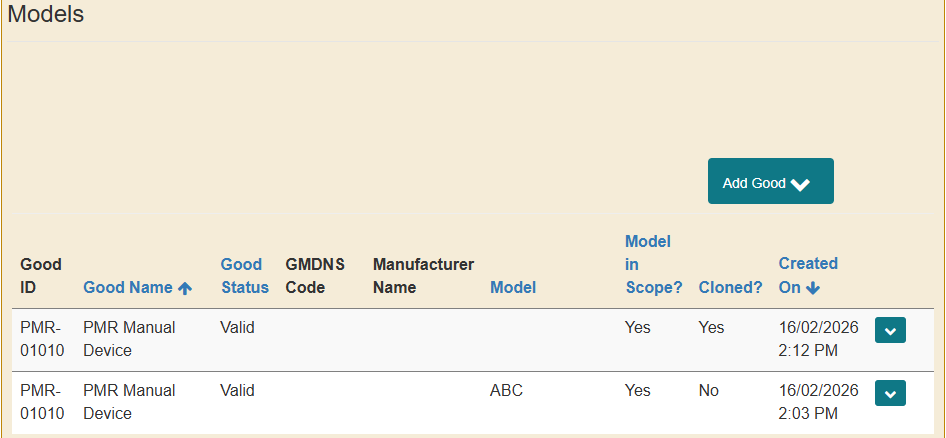 Models
Add Good
Good ID Good Name Good Status GMDNS Code Manufacturer Name Model Model in Scope? Cloned? Created On
PMR-01010 PMR Manual Device Valid Yes Yes 16/02/2026 2:12 PM
PMR-01010 PMR Manual Device Valid ABC Yes No 16/02/2026 2:03 PM